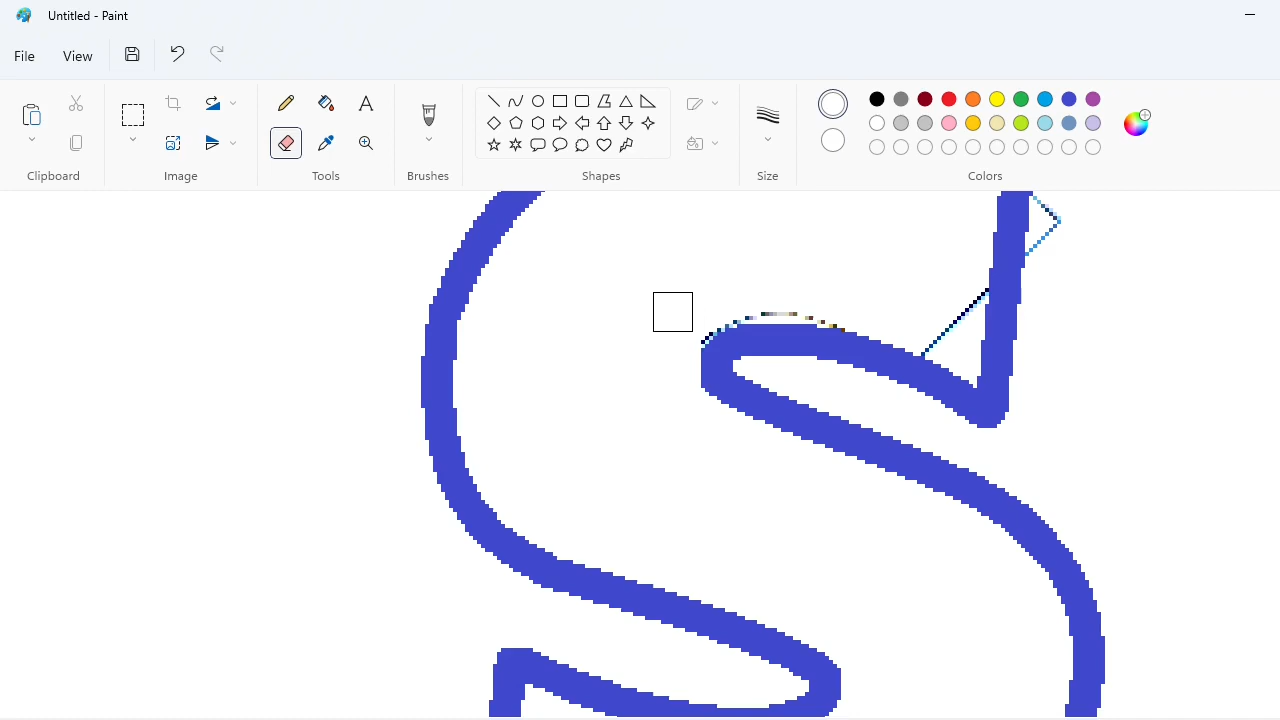 Untitled - Paint
File
View
Clipboard
Image
Tools
Brushes
Shapes
Size
Colors
S